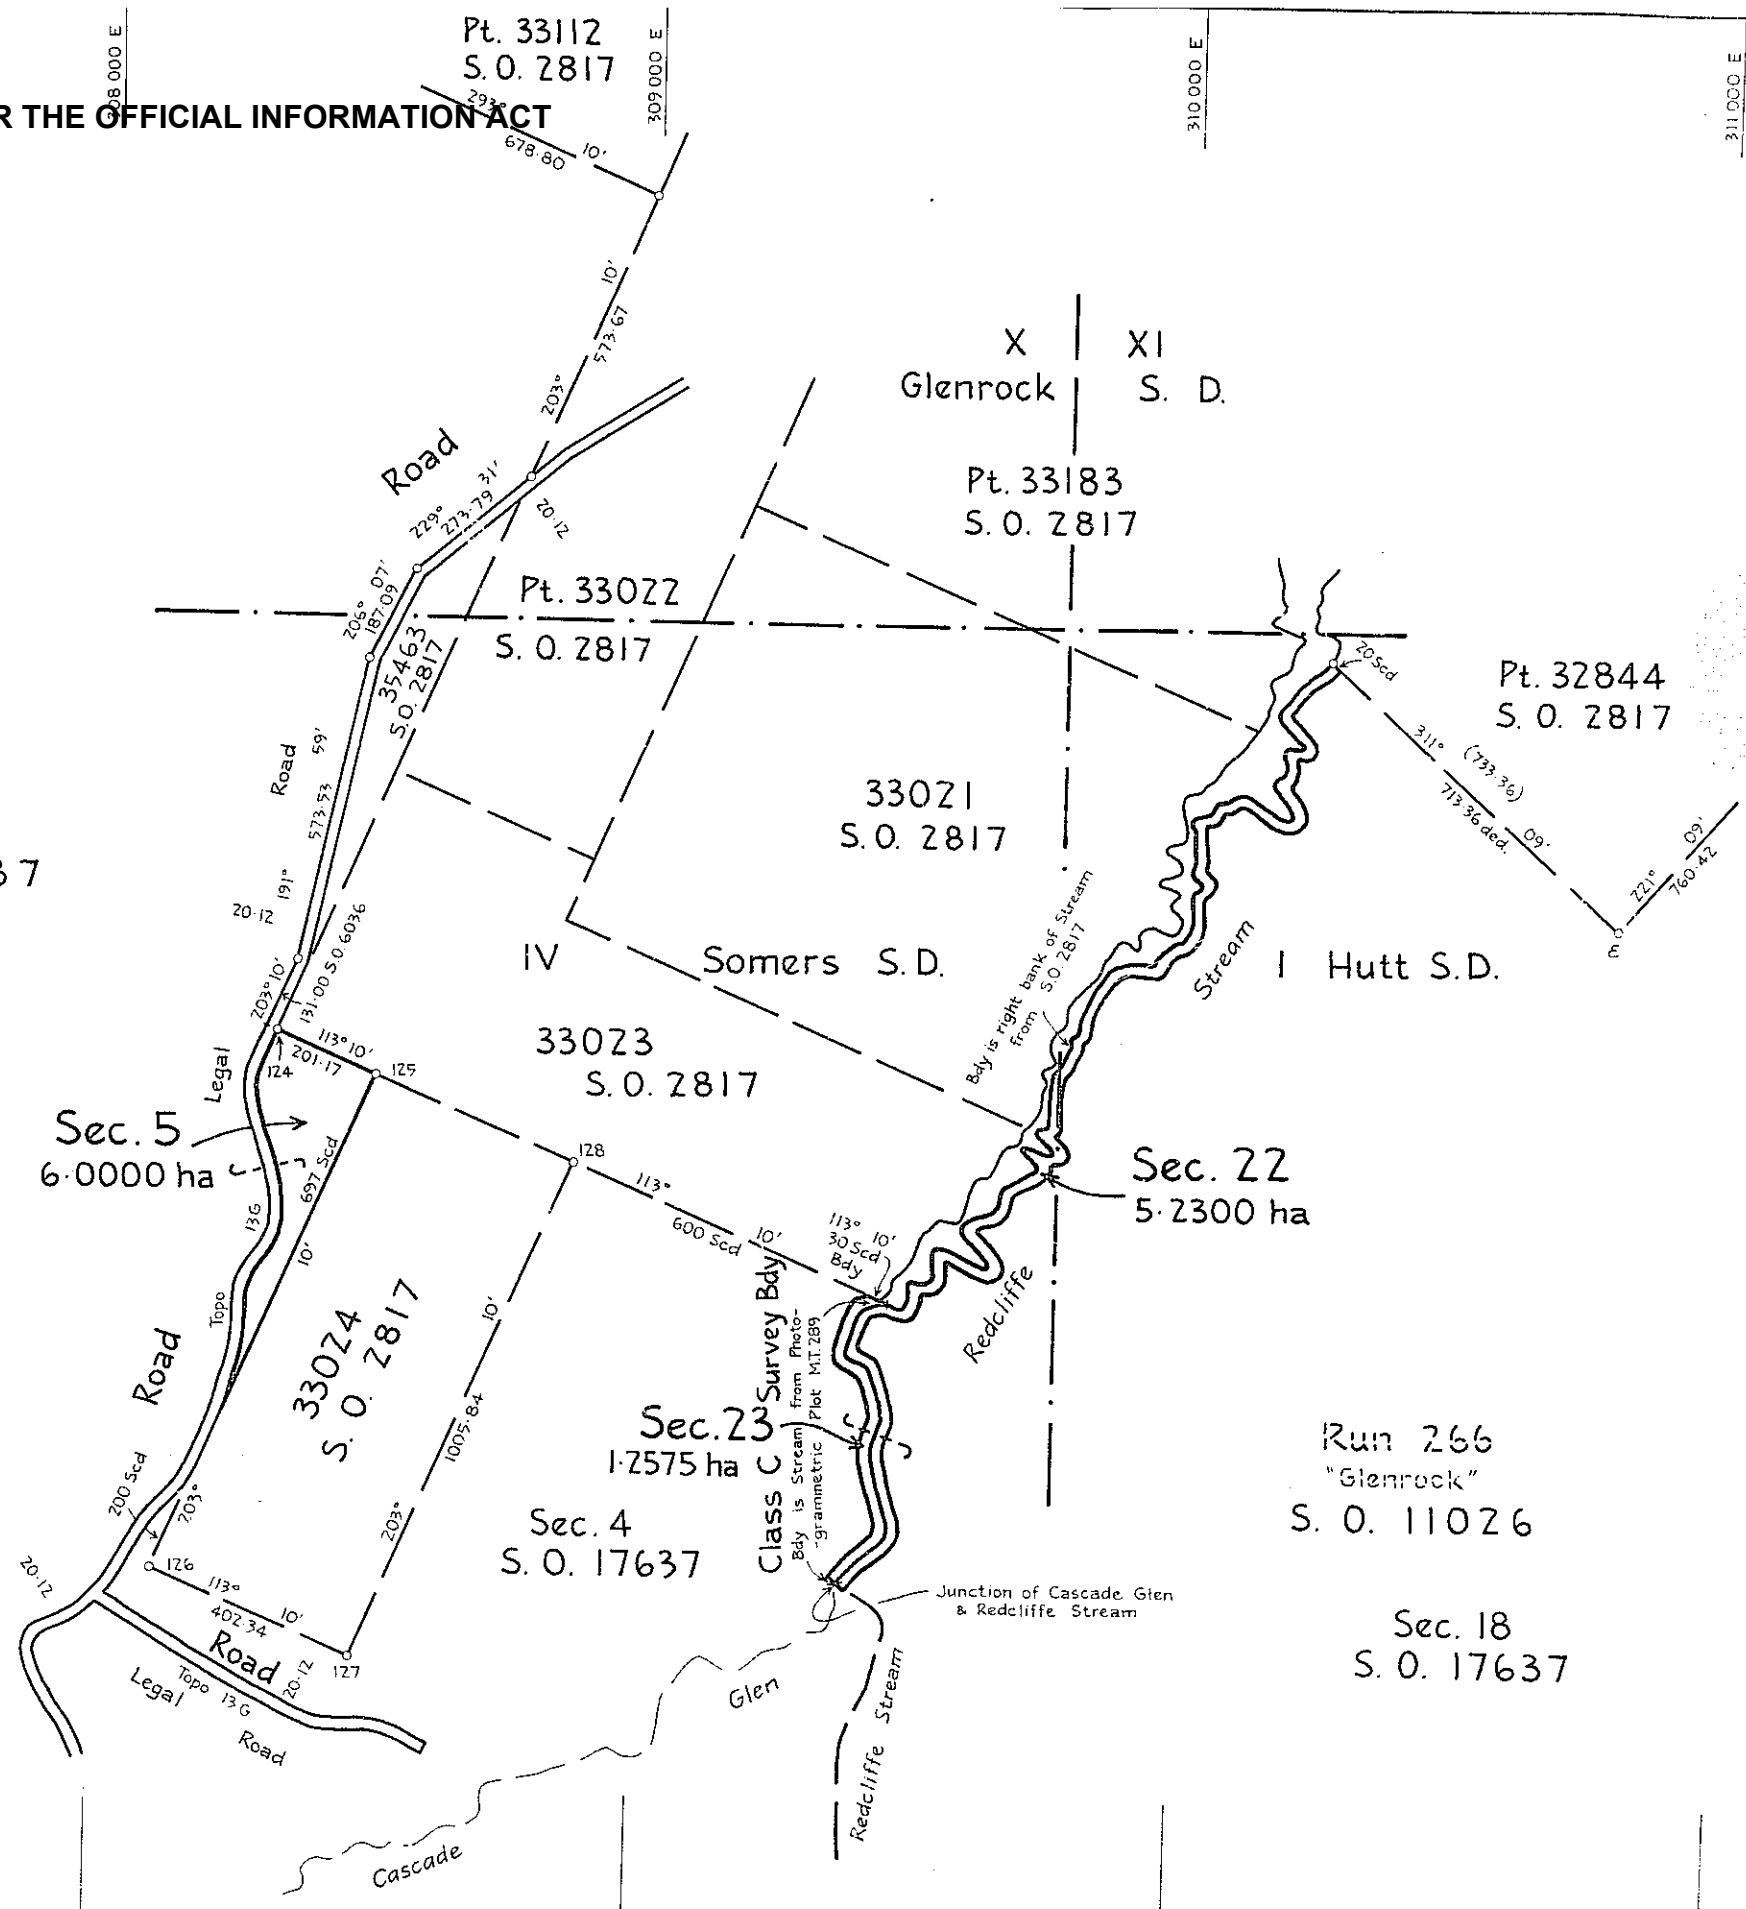 308 000 E
Pt. 33112
S. O. 2817
309 000 E
310 000 E
311 000 E
R THE OFFICIAL INFORMATION ACT
293° 10'
678·80
203° 10'
573·67
X XI
Glenrock S. D.
Road
229° 31'
273·79
20·12
Pt. 33183
S. O. 2817
206° 07'
187·09
Pt. 33022
S. O. 2817
35463
S.O. 2817
20 Scd
Pt. 32844
S. O. 2817
Road
191° 59'
573·53
20·12
33021
S. O. 2817
311° 09'
(733·36)
713·36 ded.
221° 09'
760·42
E
37
203° 10'
131·00 S.O. 6036
IV Somers S. D.
Bdy is right bank of Stream
from S.O. 2817
Stream
I Hutt S.D.
33023
S. O. 2817
Legal
124
113° 10'
201·17
125
Sec. 5
6·0000 ha
697 Scd
10'
128
113° 10'
600 Scd
113° 10'
30 Scd
Bdy
Sec. 22
5·2300 ha
Redcliffe
13G
Topo
Road
33024
S. O. 2817
10'
1005·84
203°
Class C Survey Bdy
Bdy is Stream from Photo-
grammetric Plot M.T. 289
Sec. 23
1·2575 ha
Run 266
"Glenrock"
S. O. 11026
200 Scd
203°
Sec. 4
S. O. 17637
20·12
126
113° 10'
402·34
127
Junction of Cascade Glen
& Redcliffe Stream
Sec. 18
S. O. 17637
Road
20·12
Legal
Topo 13G
Road
Glen
Redcliffe Stream
Cascade